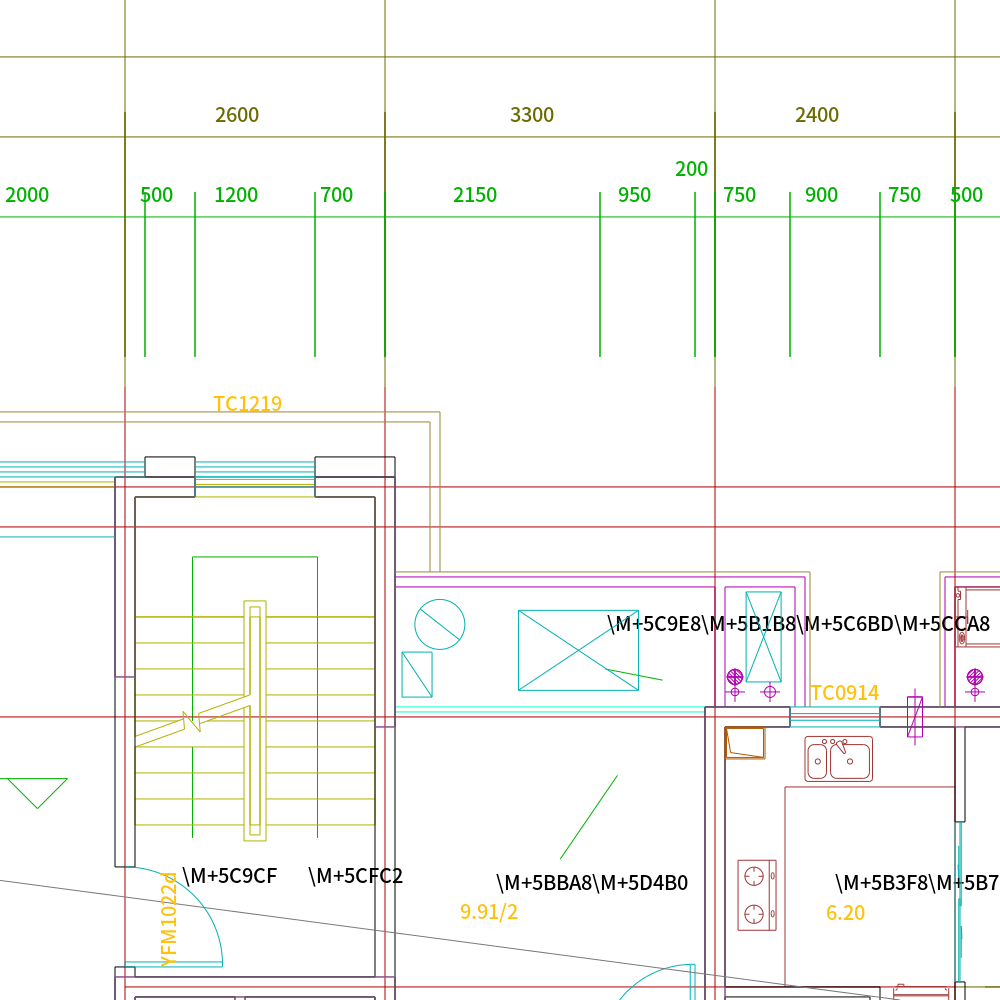 2600 3300 2400
200
2000 500 1200 700 2150 950 750 900 750 500
TC1219
\M+5C9E8\M+5B1B8\M+5C6BD\M+5CCA8
TC0914
\M+5C9CF \M+5CFC2 \M+5BBA8\M+5D4B0 \M+5B3F8\M+5B7
YFM1022d
9.91/2 6.20